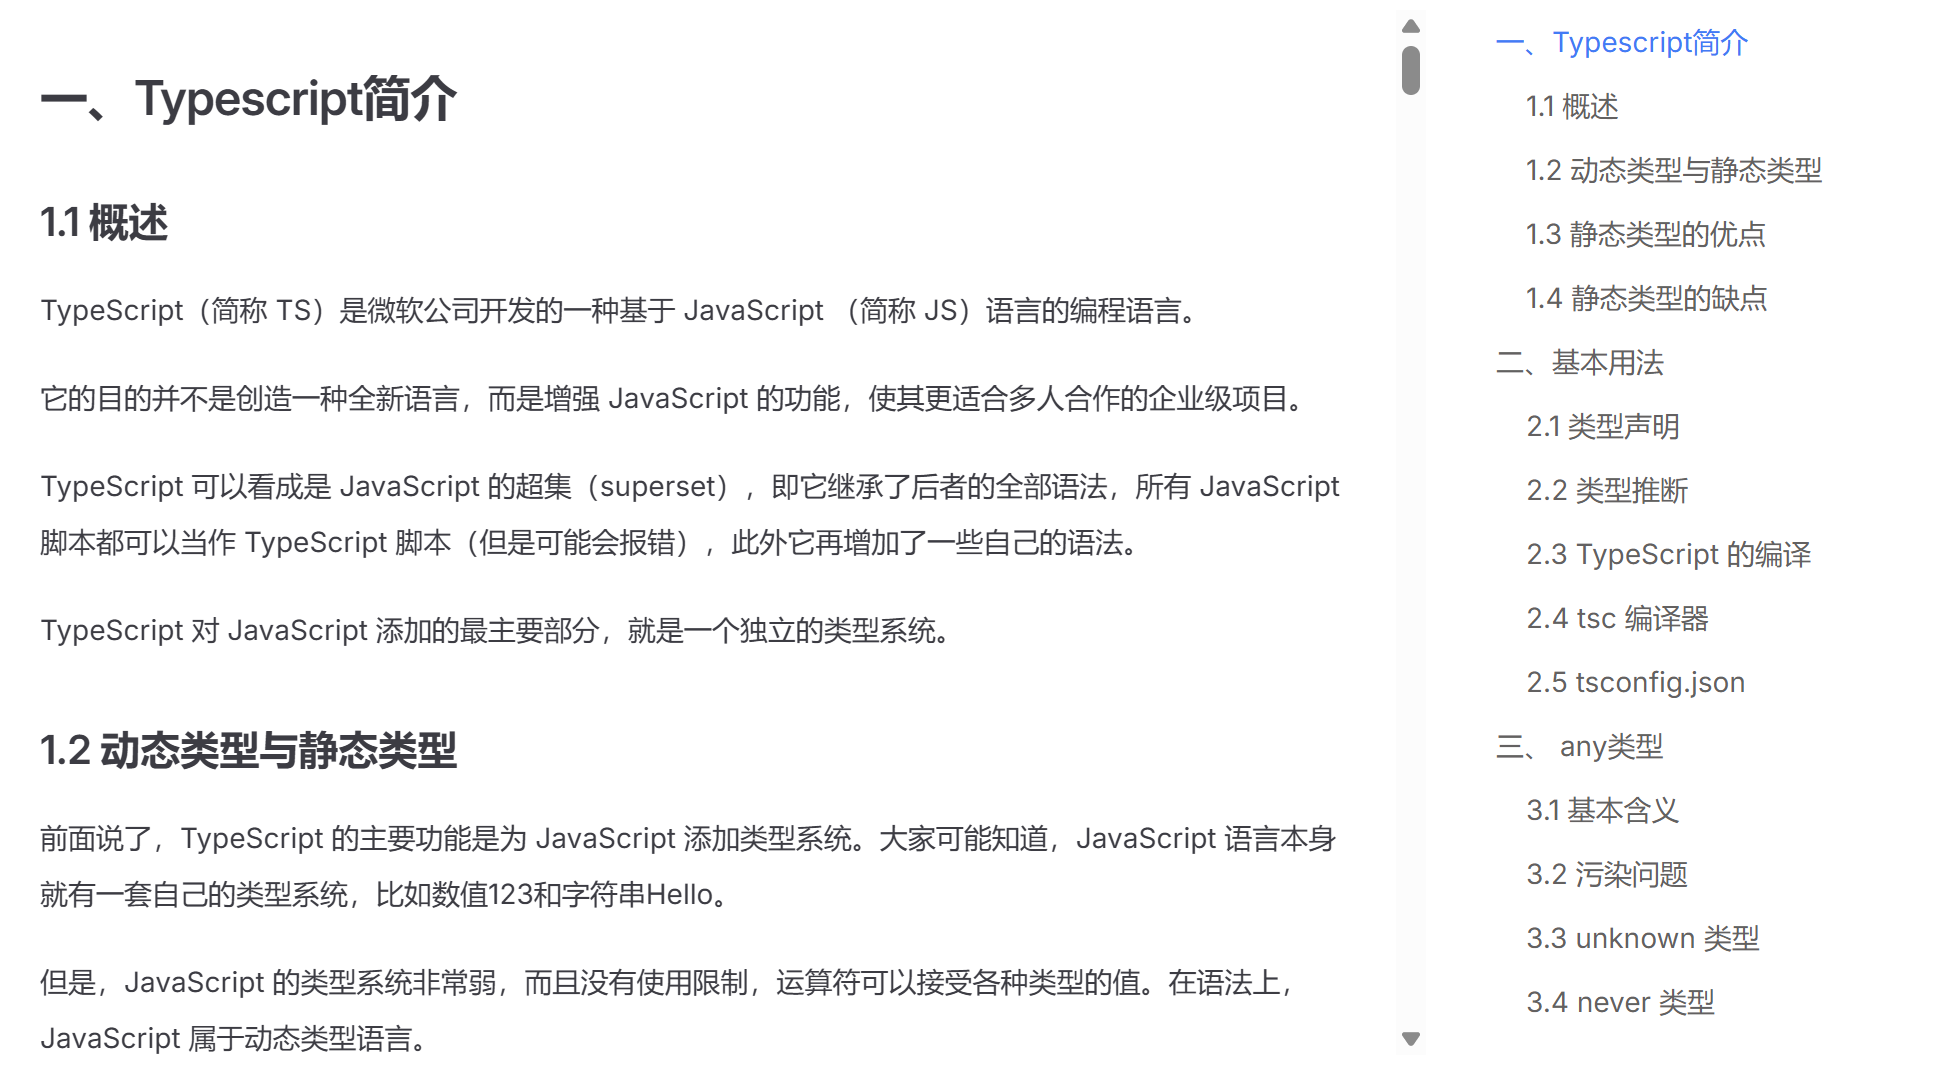 一、Typescript简介
1.1 概述
TypeScript（简称 TS）是微软公司开发的一种基于 JavaScript （简称 JS）语言的编程语言。
它的目的并不是创造一种全新语言，而是增强 JavaScript 的功能，使其更适合多人合作的企业级项目。
TypeScript 可以看成是 JavaScript 的超集（superset），即它继承了后者的全部语法，所有 JavaScript
脚本都可以当作 TypeScript 脚本（但是可能会报错），此外它再增加了一些自己的语法。
TypeScript 对 JavaScript 添加的最主要部分，就是一个独立的类型系统。
1.2 动态类型与静态类型
前面说了，TypeScript 的主要功能是为 JavaScript 添加类型系统。大家可能知道，JavaScript 语言本身
就有一套自己的类型系统，比如数值123和字符串Hello。
但是，JavaScript 的类型系统非常弱，而且没有使用限制，运算符可以接受各种类型的值。在语法上，
JavaScript 属于动态类型语言。
一、Typescript简介
1.1 概述
1.2 动态类型与静态类型
1.3 静态类型的优点
1.4 静态类型的缺点
二、基本用法
2.1 类型声明
2.2 类型推断
2.3 TypeScript 的编译
2.4 tsc 编译器
2.5 tsconfig.json
三、 any类型
3.1 基本含义
3.2 污染问题
3.3 unknown 类型
3.4 never 类型